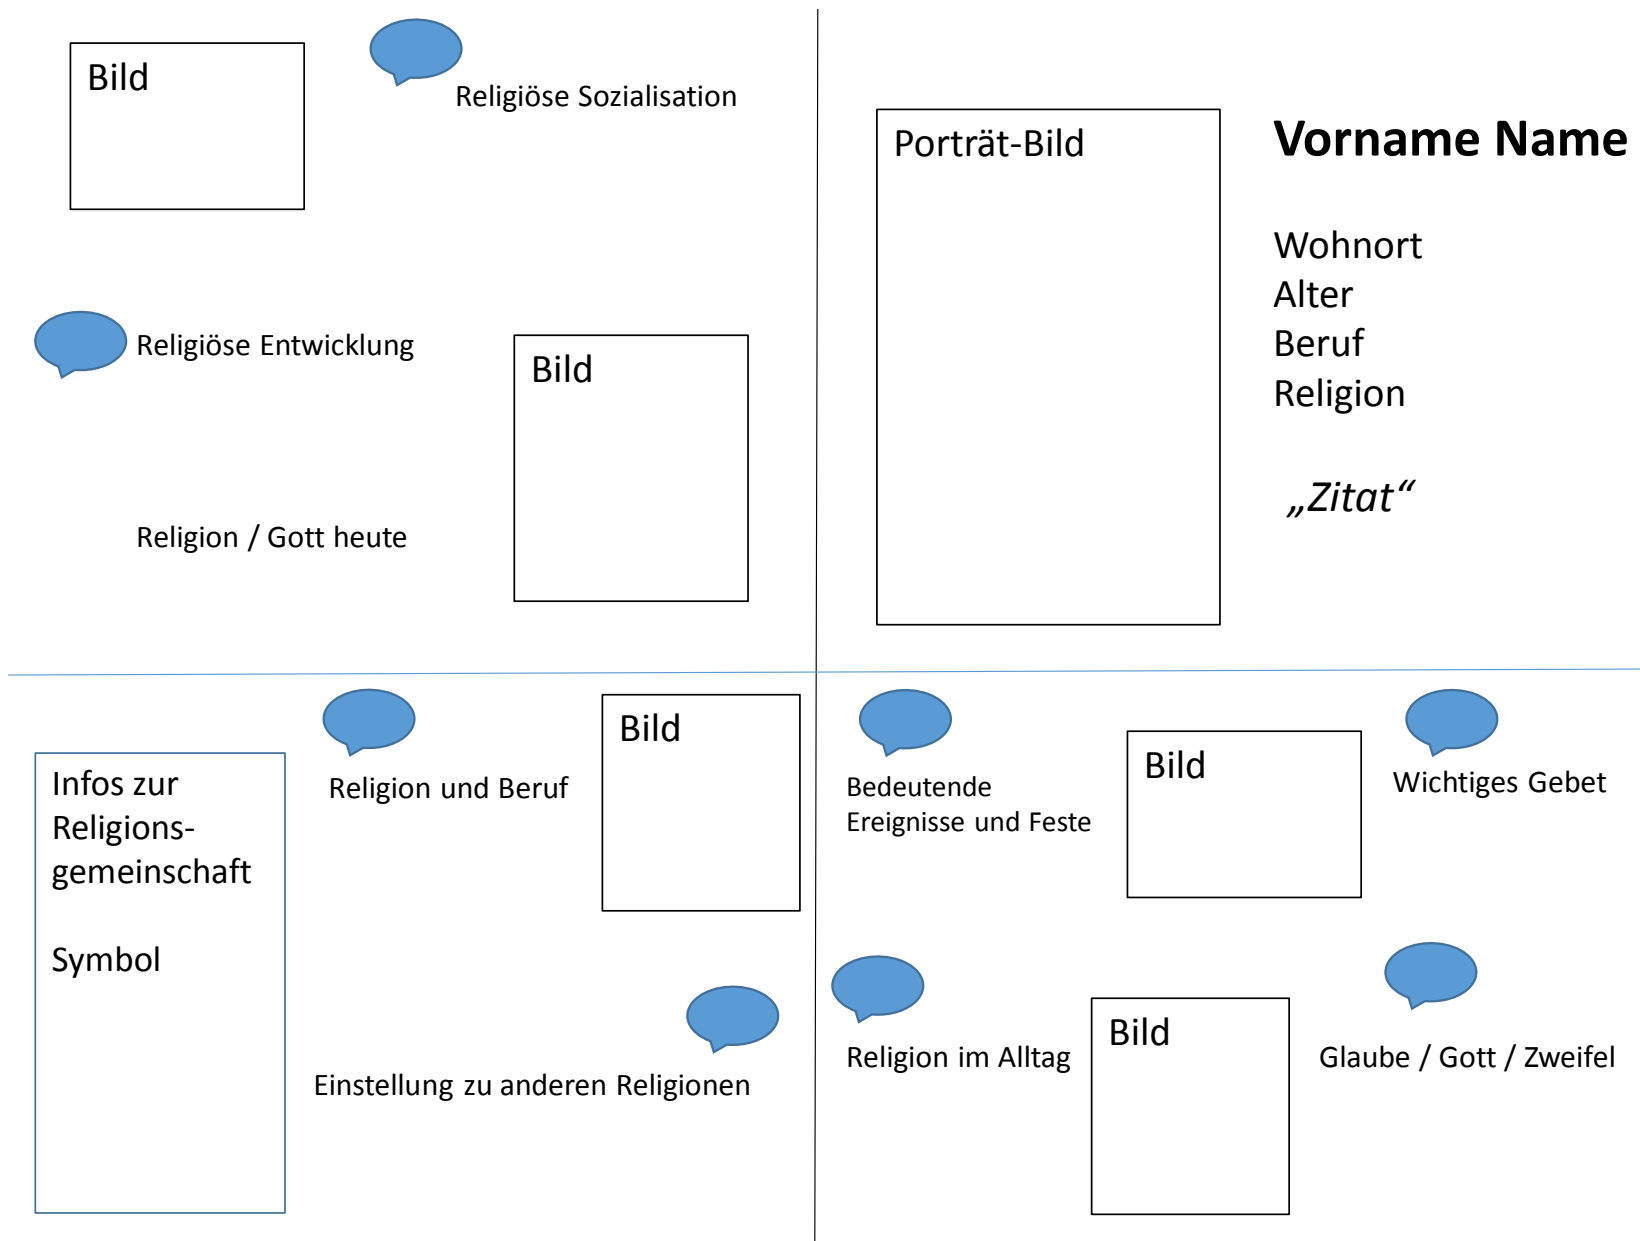 Bild
Religiöse Sozialisation
Religiöse Entwicklung
Bild
Religion / Gott heute
Porträt-Bild
Vorname Name
Wohnort
Alter
Beruf
Religion
„Zitat“
Infos zur
Religions-
gemeinschaft
Symbol
Religion und Beruf
Bild
Einstellung zu anderen Religionen
Bedeutende
Ereignisse und Feste
Bild
Wichtiges Gebet
Religion im Alltag
Bild
Glaube / Gott / Zweifel